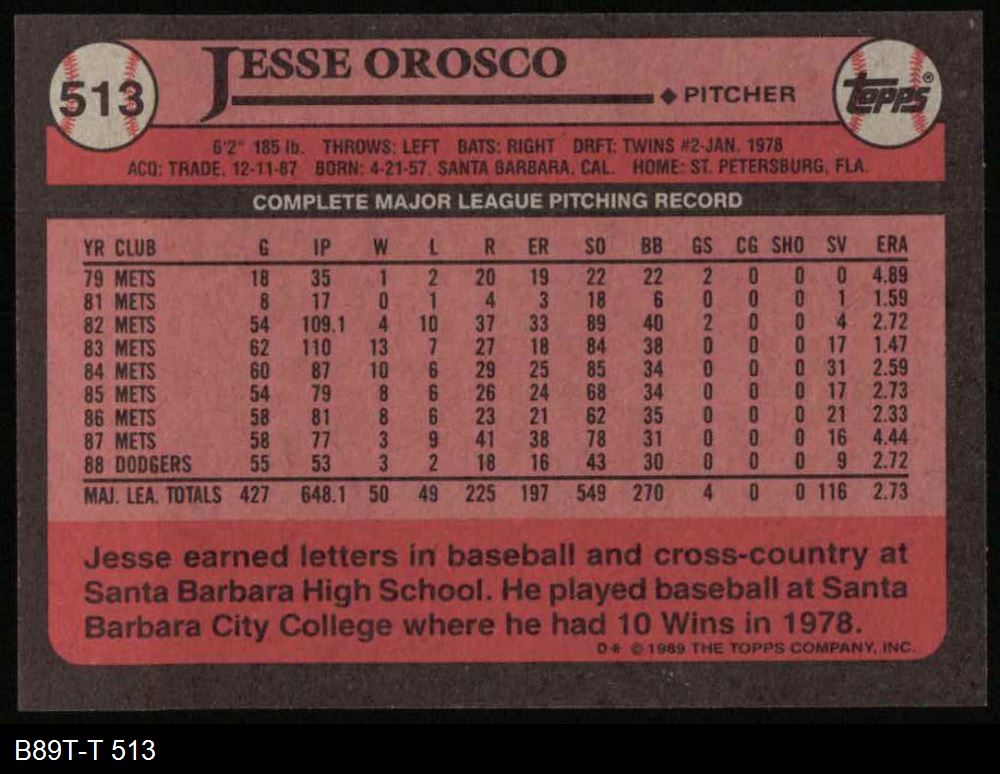 513
JESSE OROSCO
PITCHER
Topps®
6'2" 185 lb. THROWS: LEFT BATS: RIGHT DRFT: TWINS #2-JAN. 1978
ACQ: TRADE, 12-11-87 BORN: 4-21-57, SANTA BARBARA, CAL. HOME: ST. PETERSBURG, FLA.
COMPLETE MAJOR LEAGUE PITCHING RECORD
YR CLUB G IP W L R ER SO BB GS CG SHO SV ERA
79 METS 18 35 1 2 20 19 22 22 2 0 0 0 4.89
81 METS 8 17 0 1 4 3 18 6 0 0 0 1 1.59
82 METS 54 109.1 4 10 37 33 89 40 2 0 0 4 2.72
83 METS 62 110 13 7 27 18 84 38 0 0 0 17 1.47
84 METS 60 87 10 6 29 25 85 34 0 0 0 31 2.59
85 METS 54 79 8 6 26 24 68 34 0 0 0 17 2.73
86 METS 58 81 8 6 23 21 62 35 0 0 0 21 2.33
87 METS 58 77 3 9 41 38 78 31 0 0 0 16 4.44
88 DODGERS 55 53 3 2 18 16 43 30 0 0 0 9 2.72
MAJ. LEA. TOTALS 427 648.1 50 49 225 197 549 270 4 0 0 116 2.73
Jesse earned letters in baseball and cross-country at
Santa Barbara High School. He played baseball at Santa
Barbara City College where he had 10 Wins in 1978.
D* © 1989 THE TOPPS COMPANY, INC.
B89T-T 513